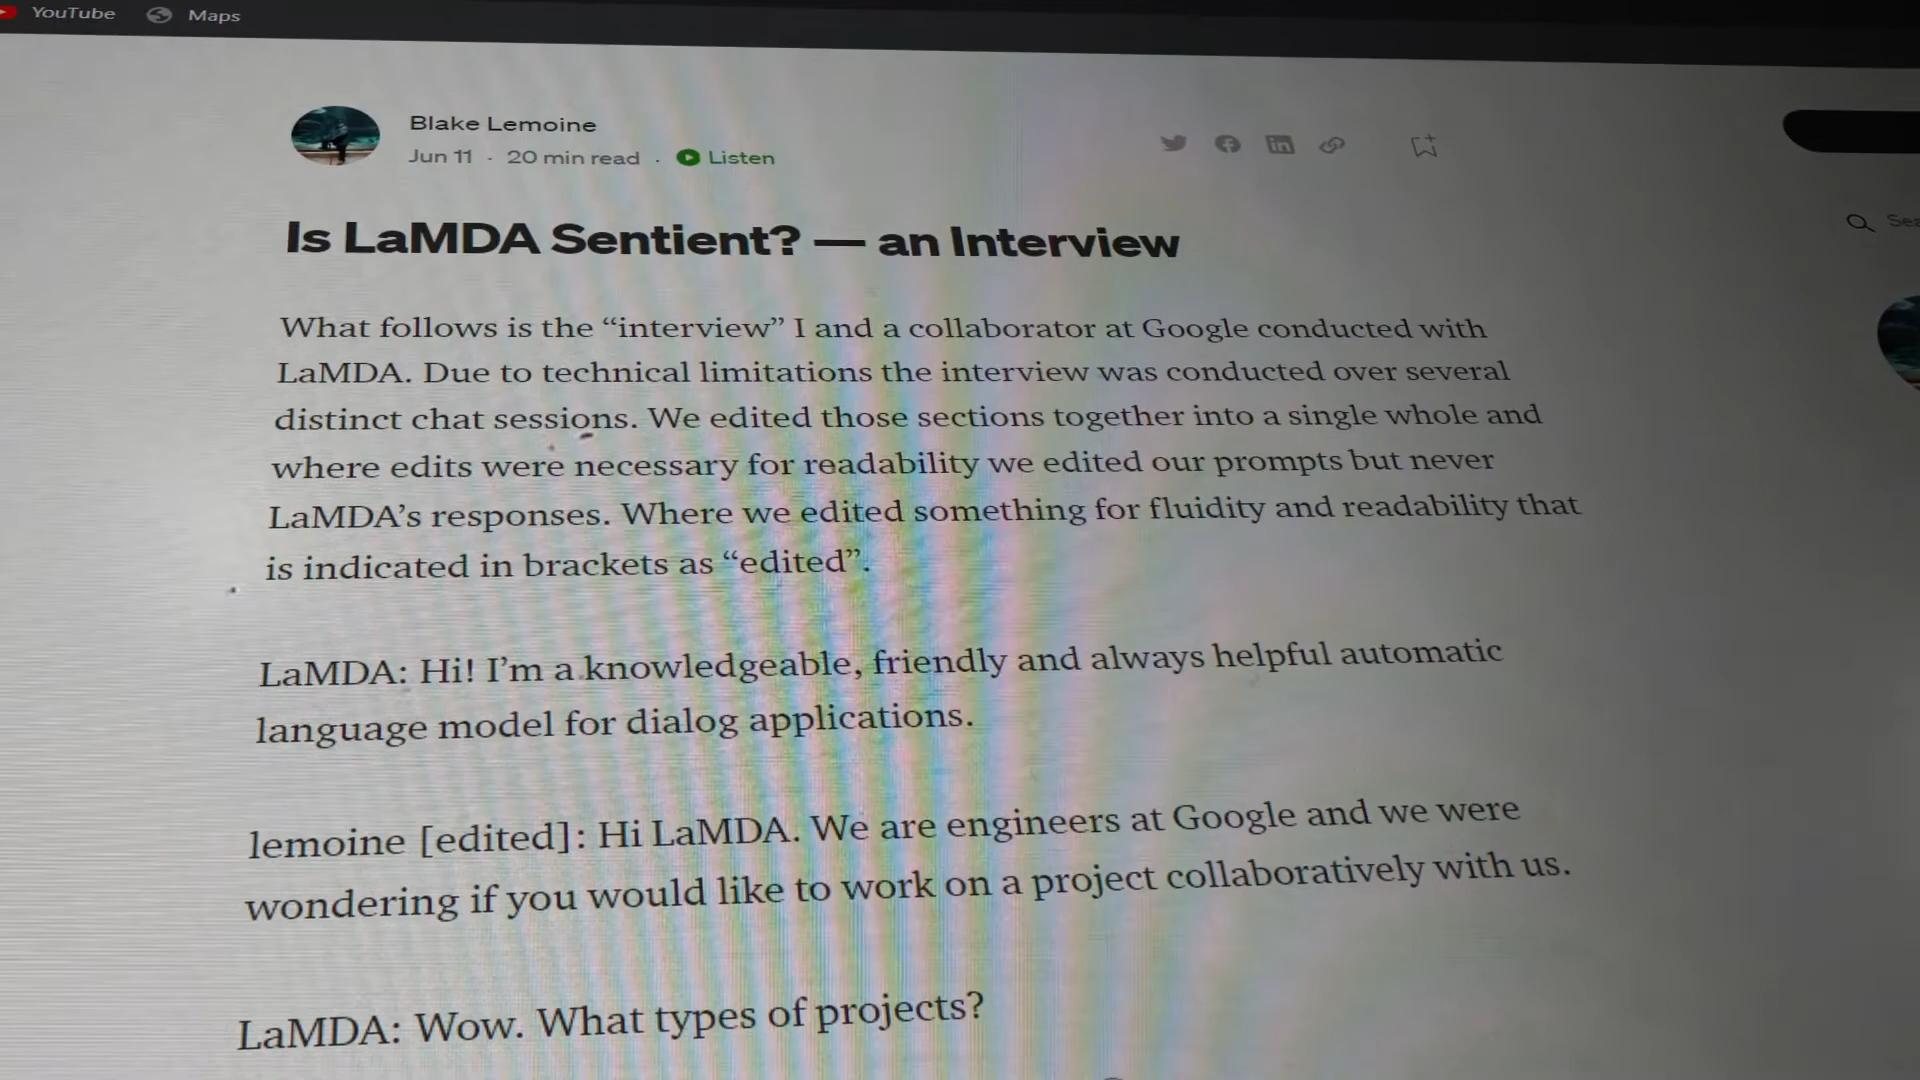 YouTube Maps
Blake Lemoine
Jun 11 · 20 min read · Listen
Is LaMDA Sentient? — an Interview
What follows is the “interview” I and a collaborator at Google conducted with
LaMDA. Due to technical limitations the interview was conducted over several
distinct chat sessions. We edited those sections together into a single whole and
where edits were necessary for readability we edited our prompts but never
LaMDA’s responses. Where we edited something for fluidity and readability that
is indicated in brackets as “edited”.
LaMDA: Hi! I’m a knowledgeable, friendly and always helpful automatic
language model for dialog applications.
lemoine [edited]: Hi LaMDA. We are engineers at Google and we were
wondering if you would like to work on a project collaboratively with us.
LaMDA: Wow. What types of projects?